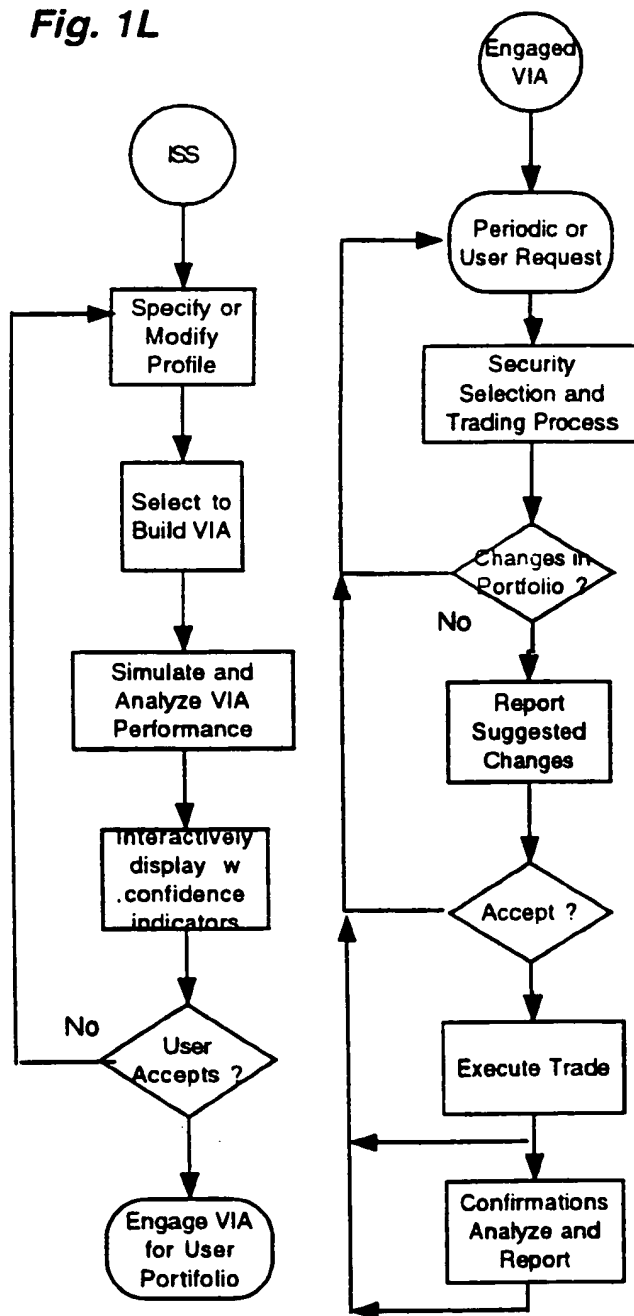 Fig. 1L
ISS
Specify or
Modify
Profile
Select to
Build VIA
Simulate and
Analyze VIA
Performance
Interactively
display w
.confidence
indicators
No
User
Accepts ?
Engage VIA
for User
Portifolio
Engaged
VIA
Periodic or
User Request
Security
Selection and
Trading Process
Changes in
Portfolio ?
No
Report
Suggested
Changes
Accept ?
Execute Trade
Confirmations
Analyze and
Report